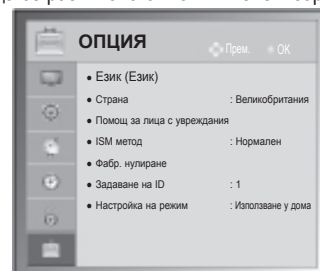 ОПЦИЯ
Прем. OK
• Език (Език)
• Страна : Великобритания
• Помощ за лица с увреждания
• ISM метод : Нормален
• Фабр. нулиране
• Задаване на ID : 1
• Настройка на режим : Използване у дома